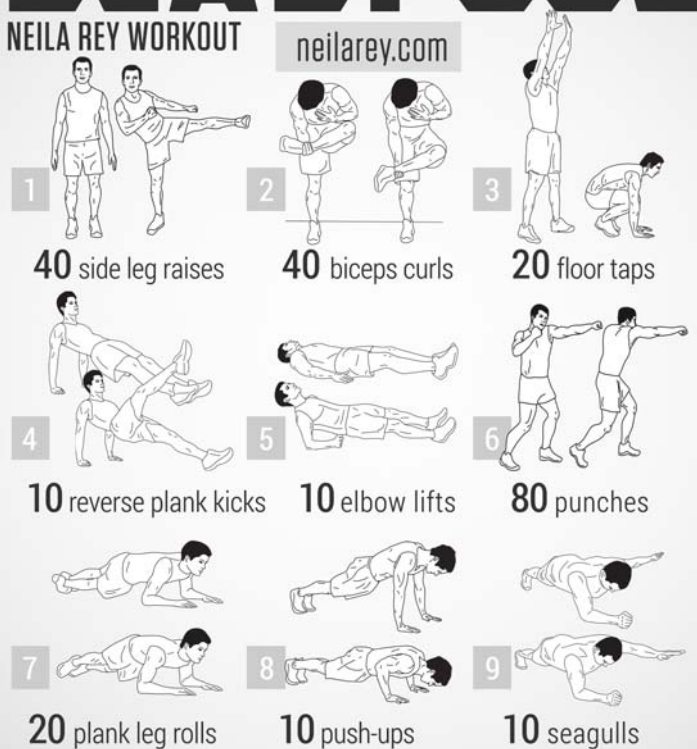 NEILA REY WORKOUT
neilarey.com
1
40 side leg raises
2
40 biceps curls
3
20 floor taps
4
10 reverse plank kicks
5
10 elbow lifts
6
80 punches
7
20 plank leg rolls
8
10 push-ups
9
10 seagulls